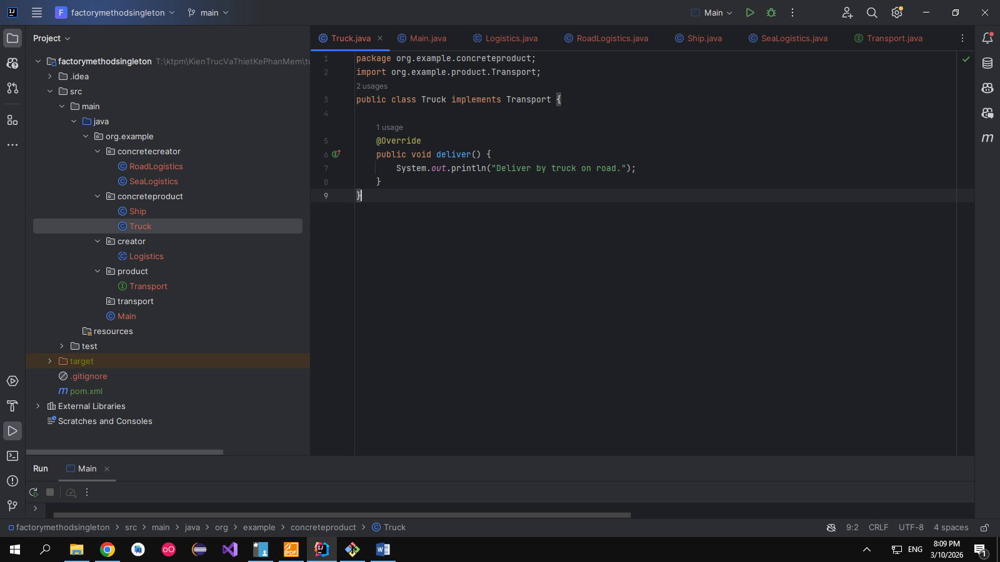 F factorymethodsingleton main Main
Project
Truck.java Main.java Logistics.java RoadLogistics.java Ship.java SeaLogistics.java Transport.java
factorymethodsingleton T:\ktpm\KienTrucVaThietKePhanMem\tu
.idea
src
main
java
org.example
concretecreator
RoadLogistics
SeaLogistics
concreteproduct
Ship
Truck
creator
Logistics
product
Transport
transport
Main
resources
test
target
.gitignore
pom.xml
External Libraries
Scratches and Consoles
1 package org.example.concreteproduct;
2 import org.example.product.Transport;
2 usages
3 public class Truck implements Transport {
4
1 usage
5 @Override
6 public void deliver() {
7 System.out.println("Deliver by truck on road.");
8 }
9 }
Run Main
factorymethodsingleton > src > main > java > org > example > concreteproduct > Truck
9:2 CRLF UTF-8 4 spaces
ENG
8:09 PM
3/10/2026
1